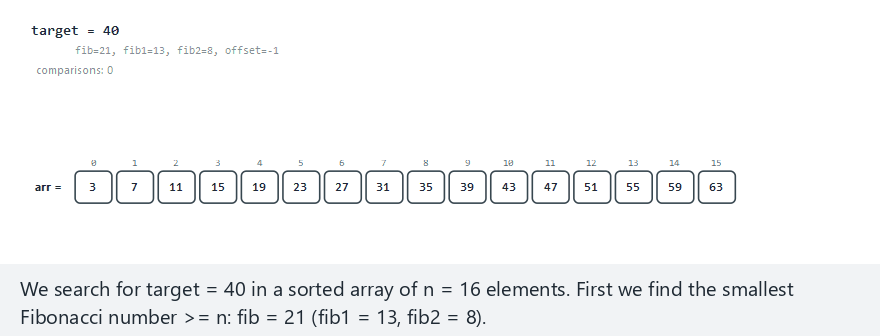 target = 40
fib=21, fib1=13, fib2=8, offset=-1
comparisons: 0
0 1 2 3 4 5 6 7 8 9 10 11 12 13 14 15
arr = 3 7 11 15 19 23 27 31 35 39 43 47 51 55 59 63
We search for target = 40 in a sorted array of n = 16 elements. First we find the smallest
Fibonacci number >= n: fib = 21 (fib1 = 13, fib2 = 8).